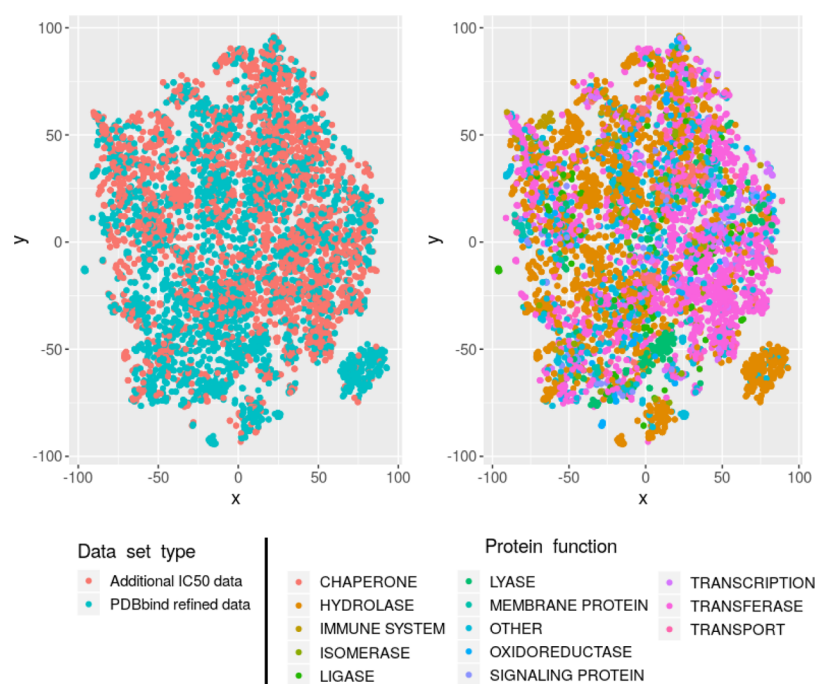 100
50
0
-50
-100
y
-100 -50 0 50 100
x
100
50
0
-50
-100
y
-100 -50 0 50 100
x
Data set type
Additional IC50 data
PDBbind refined data
Protein function
CHAPERONE
HYDROLASE
IMMUNE SYSTEM
ISOMERASE
LIGASE
LYASE
MEMBRANE PROTEIN
OTHER
OXIDOREDUCTASE
SIGNALING PROTEIN
TRANSCRIPTION
TRANSFERASE
TRANSPORT